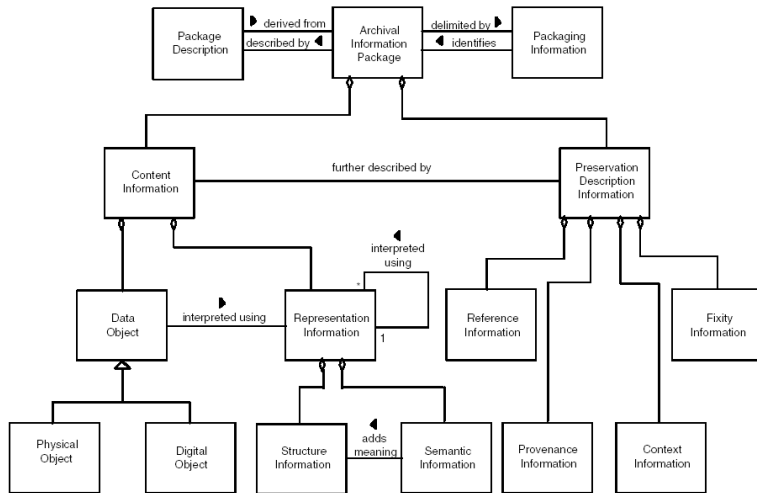 Package
Description
derived from
described by
Archival
Information
Package
delimited by
identifies
Packaging
Information
Content
Information
further described by
Preservation
Description
Information
interpreted
using
*
1
Data
Object
interpreted using
Representation
Information
Reference
Information
Fixity
Information
Physical
Object
Digital
Object
Structure
Information
adds
meaning
Semantic
Information
Provenance
Information
Context
Information